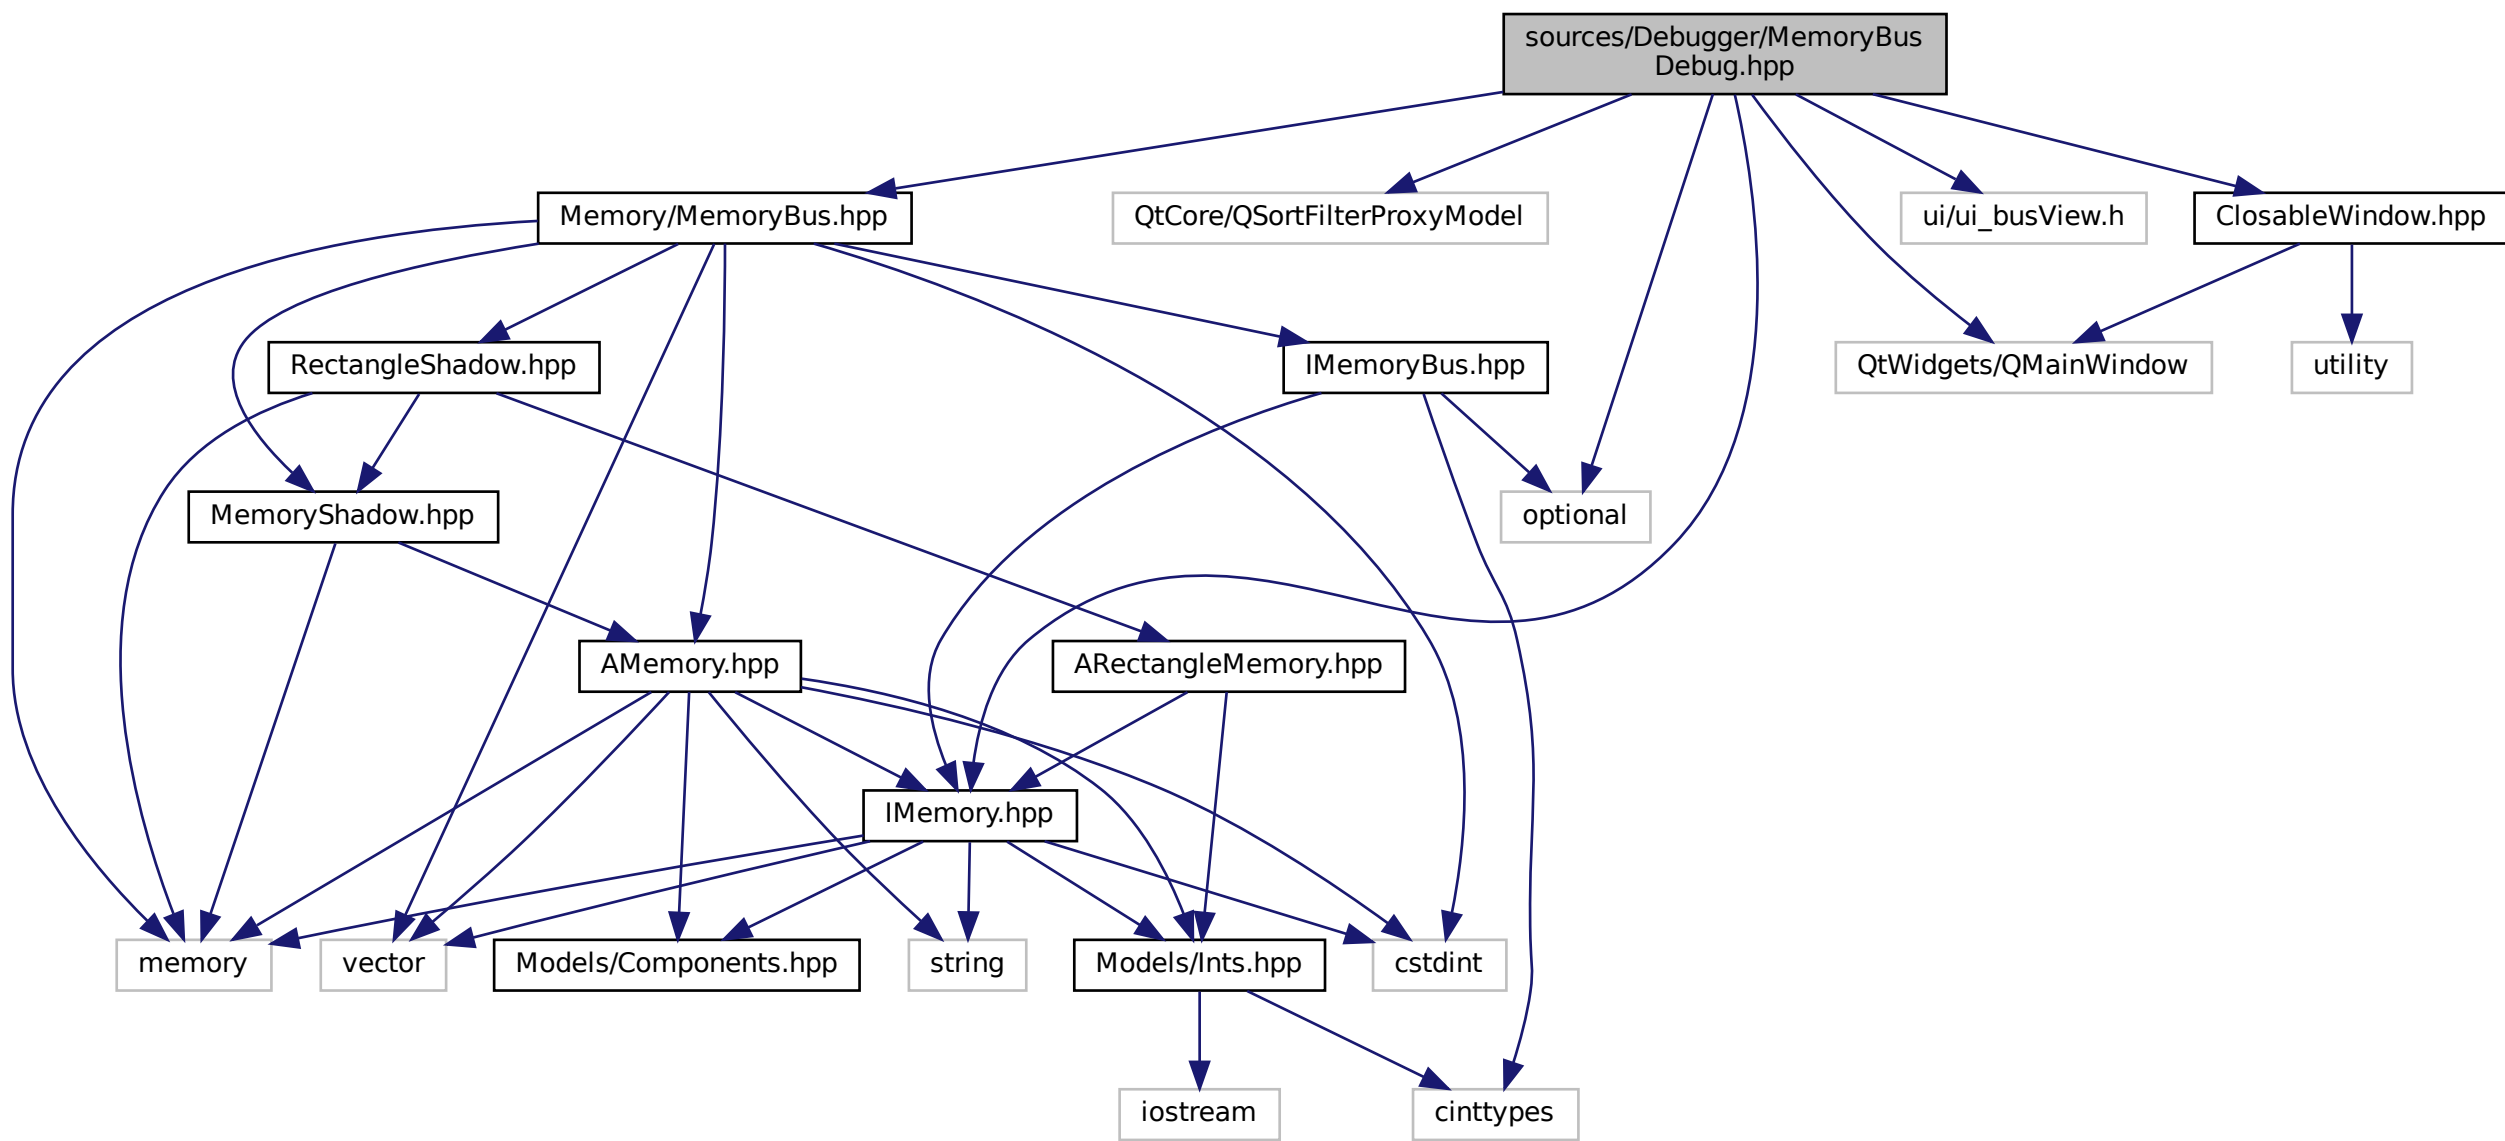 sources/Debugger/MemoryBus
Debug.hpp
Memory/MemoryBus.hpp
QtCore/QSortFilterProxyModel
ui/ui_busView.h
ClosableWindow.hpp
RectangleShadow.hpp
IMemoryBus.hpp
QtWidgets/QMainWindow
utility
MemoryShadow.hpp
optional
AMemory.hpp
ARectangleMemory.hpp
IMemory.hpp
memory
vector
Models/Components.hpp
string
Models/Ints.hpp
cstdint
iostream
cinttypes